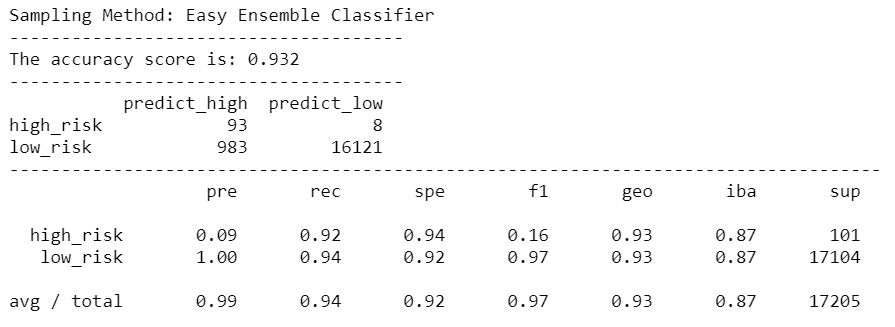 Sampling Method: Easy Ensemble Classifier
---------------------------------------
The accuracy score is: 0.932
---------------------------------------
predict_high predict_low
high_risk 93 8
low_risk 983 16121
---------------------------------------------------------------------------------------
pre rec spe f1 geo iba sup
high_risk 0.09 0.92 0.94 0.16 0.93 0.87 101
low_risk 1.00 0.94 0.92 0.97 0.93 0.87 17104
avg / total 0.99 0.94 0.92 0.97 0.93 0.87 17205